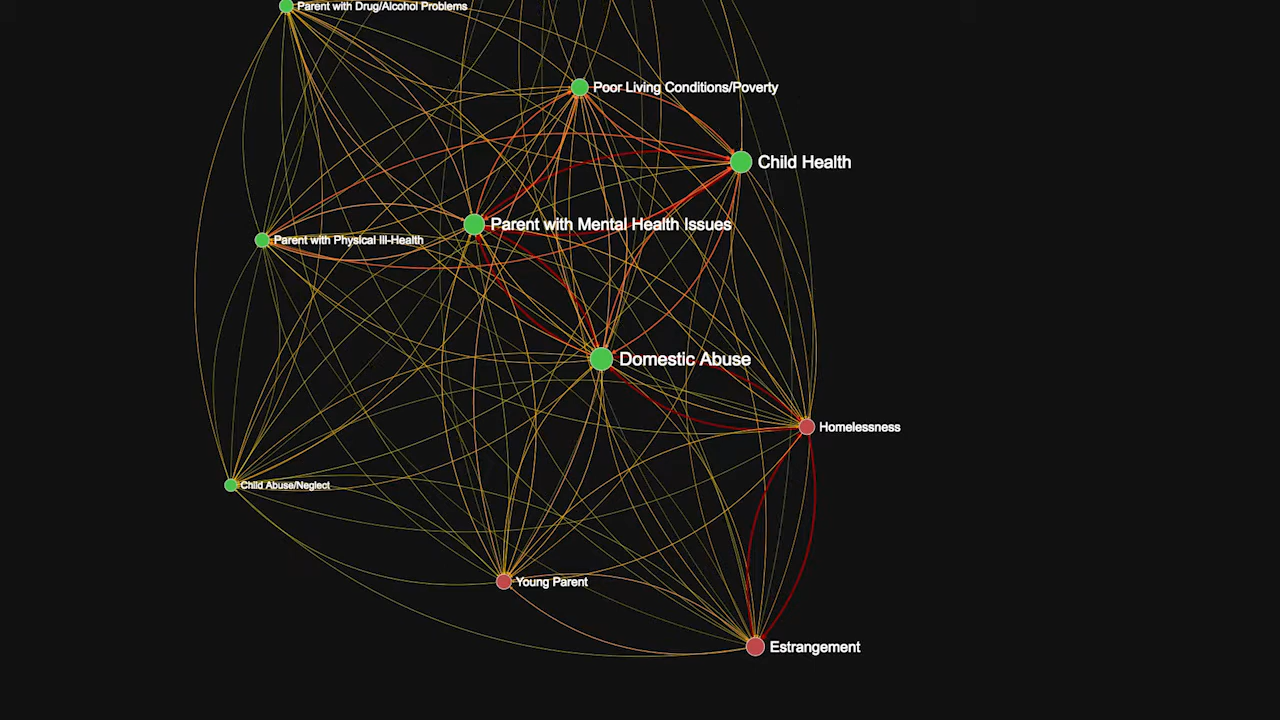 Parent with Drug/Alcohol Problems
Poor Living Conditions/Poverty
Child Health
Parent with Mental Health Issues
Parent with Physical Ill-Health
Domestic Abuse
Homelessness
Child Abuse/Neglect
Young Parent
Estrangement